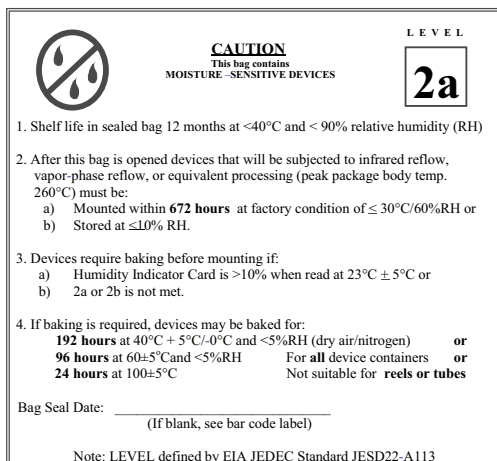 LEVEL
CAUTION
This bag contains
MOISTURE –SENSITIVE DEVICES
2a
1. Shelf life in sealed bag 12 months at <40°C and < 90% relative humidity (RH)
2. After this bag is opened devices that will be subjected to infrared reflow,
vapor-phase reflow, or equivalent processing (peak package body temp.
260°C) must be:
a) Mounted within 672 hours at factory condition of ≤ 30°C/60%RH or
b) Stored at ≤10% RH.
3. Devices require baking before mounting if:
a) Humidity Indicator Card is >10% when read at 23°C ± 5°C or
b) 2a or 2b is not met.
4. If baking is required, devices may be baked for:
192 hours at 40°C + 5°C/-0°C and <5%RH (dry air/nitrogen) or
96 hours at 60±5°Cand <5%RH For all device containers or
24 hours at 100±5°C Not suitable for reels or tubes
Bag Seal Date: ______________________________
(If blank, see bar code label)
Note: LEVEL defined by EIA JEDEC Standard JESD22-A113